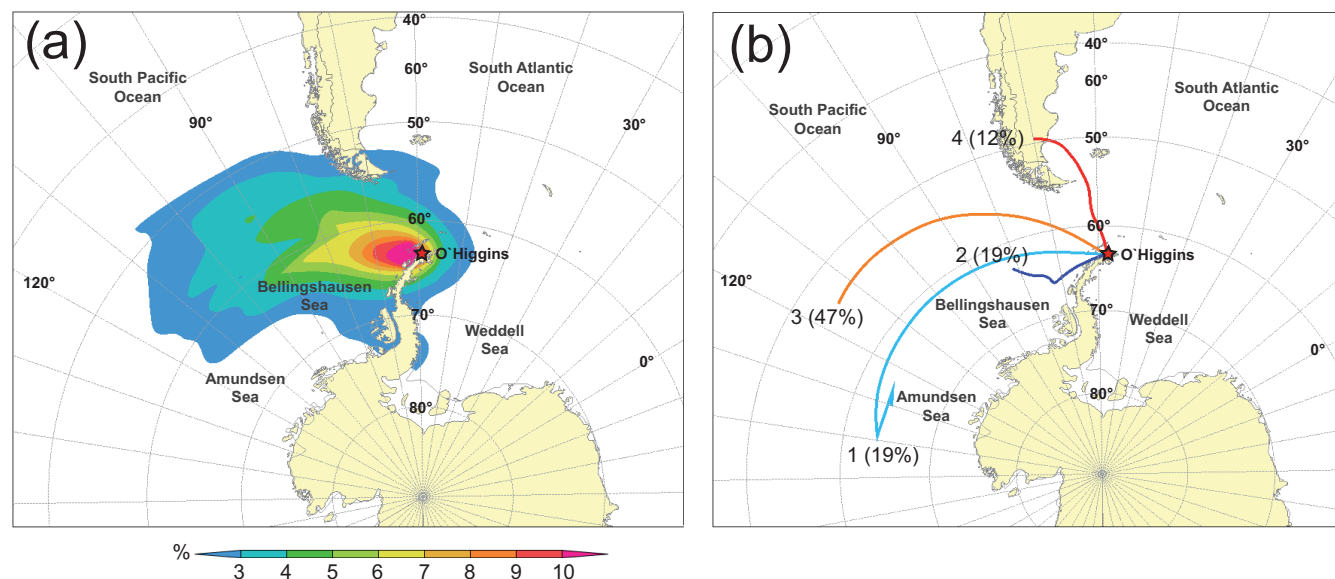 (a)
40°
South Pacific
Ocean
60°
South Atlantic
Ocean
90°
50°
30°
60°
O`Higgins
120°
Bellingshausen
Sea
70°
Weddell
Sea
0°
Amundsen
Sea
80°
%
3 4 5 6 7 8 9 10
(b)
40°
60°
South Pacific
Ocean
South Atlantic
Ocean
90°
4 (12%)
50°
30°
60°
2 (19%)
O`Higgins
120°
3 (47%)
Bellingshausen
Sea
70°
Weddell
Sea
0°
Amundsen
Sea
80°
1 (19%)